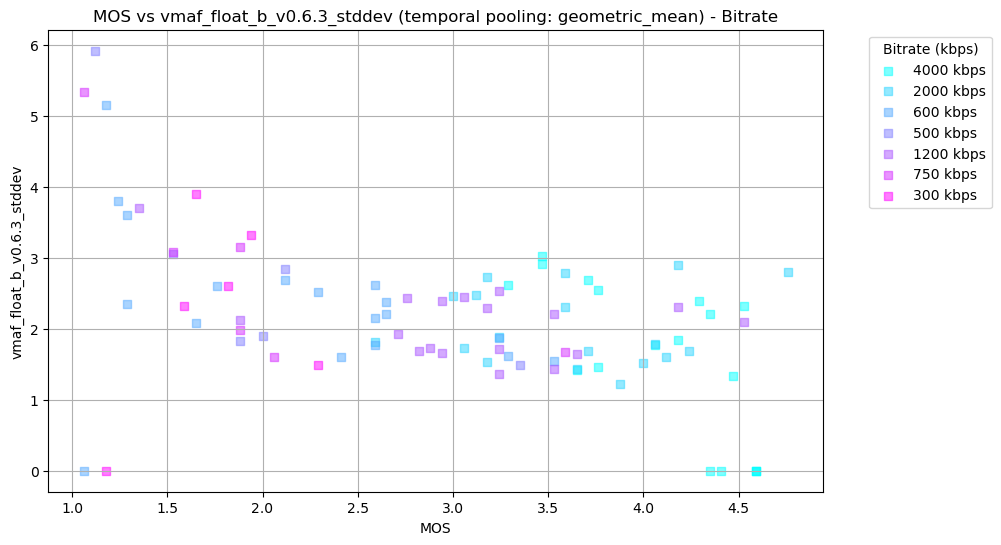 MOS vs vmaf_float_b_v0.6.3_stddev (temporal pooling: geometric_mean) - Bitrate
Bitrate (kbps)
4000 kbps
2000 kbps
600 kbps
500 kbps
1200 kbps
750 kbps
300 kbps
vmaf_float_b_v0.6.3_stddev
6
5
4
3
2
1
0
1.0 1.5 2.0 2.5 3.0 3.5 4.0 4.5
MOS